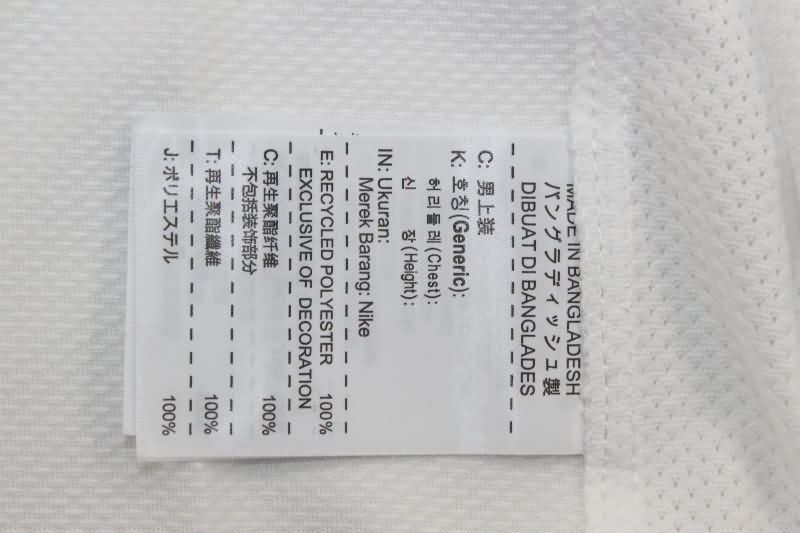 MADE IN BANGLADESH
バングラディッシュ製
DIBUAT DI BANGLADES
C: 男上装
K: 호칭(Generic):
허리둘레(Chest):
신 장(Height):
IN: Ukuran:
Merek Barang: Nike
E: RECYCLED POLYESTER 100%
EXCLUSIVE OF DECORATION
C: 再生聚酯纤维 100%
不包括装饰部分
T: 再生聚酯纖維 100%
J: ポリエステル 100%